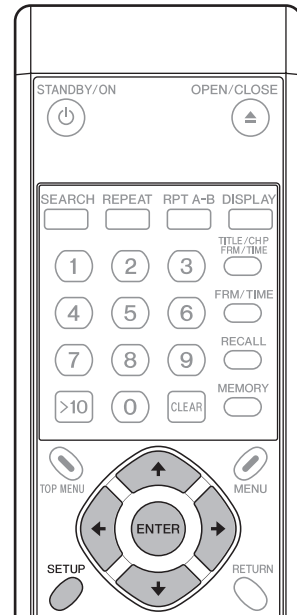 STANDBY/ON OPEN/CLOSE
SEARCH REPEAT RPT A-B DISPLAY
TITLE/CHP
FRM/TIME
1 2 3
FRM/TIME
4 5 6
RECALL
7 8 9
MEMORY
>10 0 CLEAR
TOP MENU MENU
ENTER
SETUP RETURN